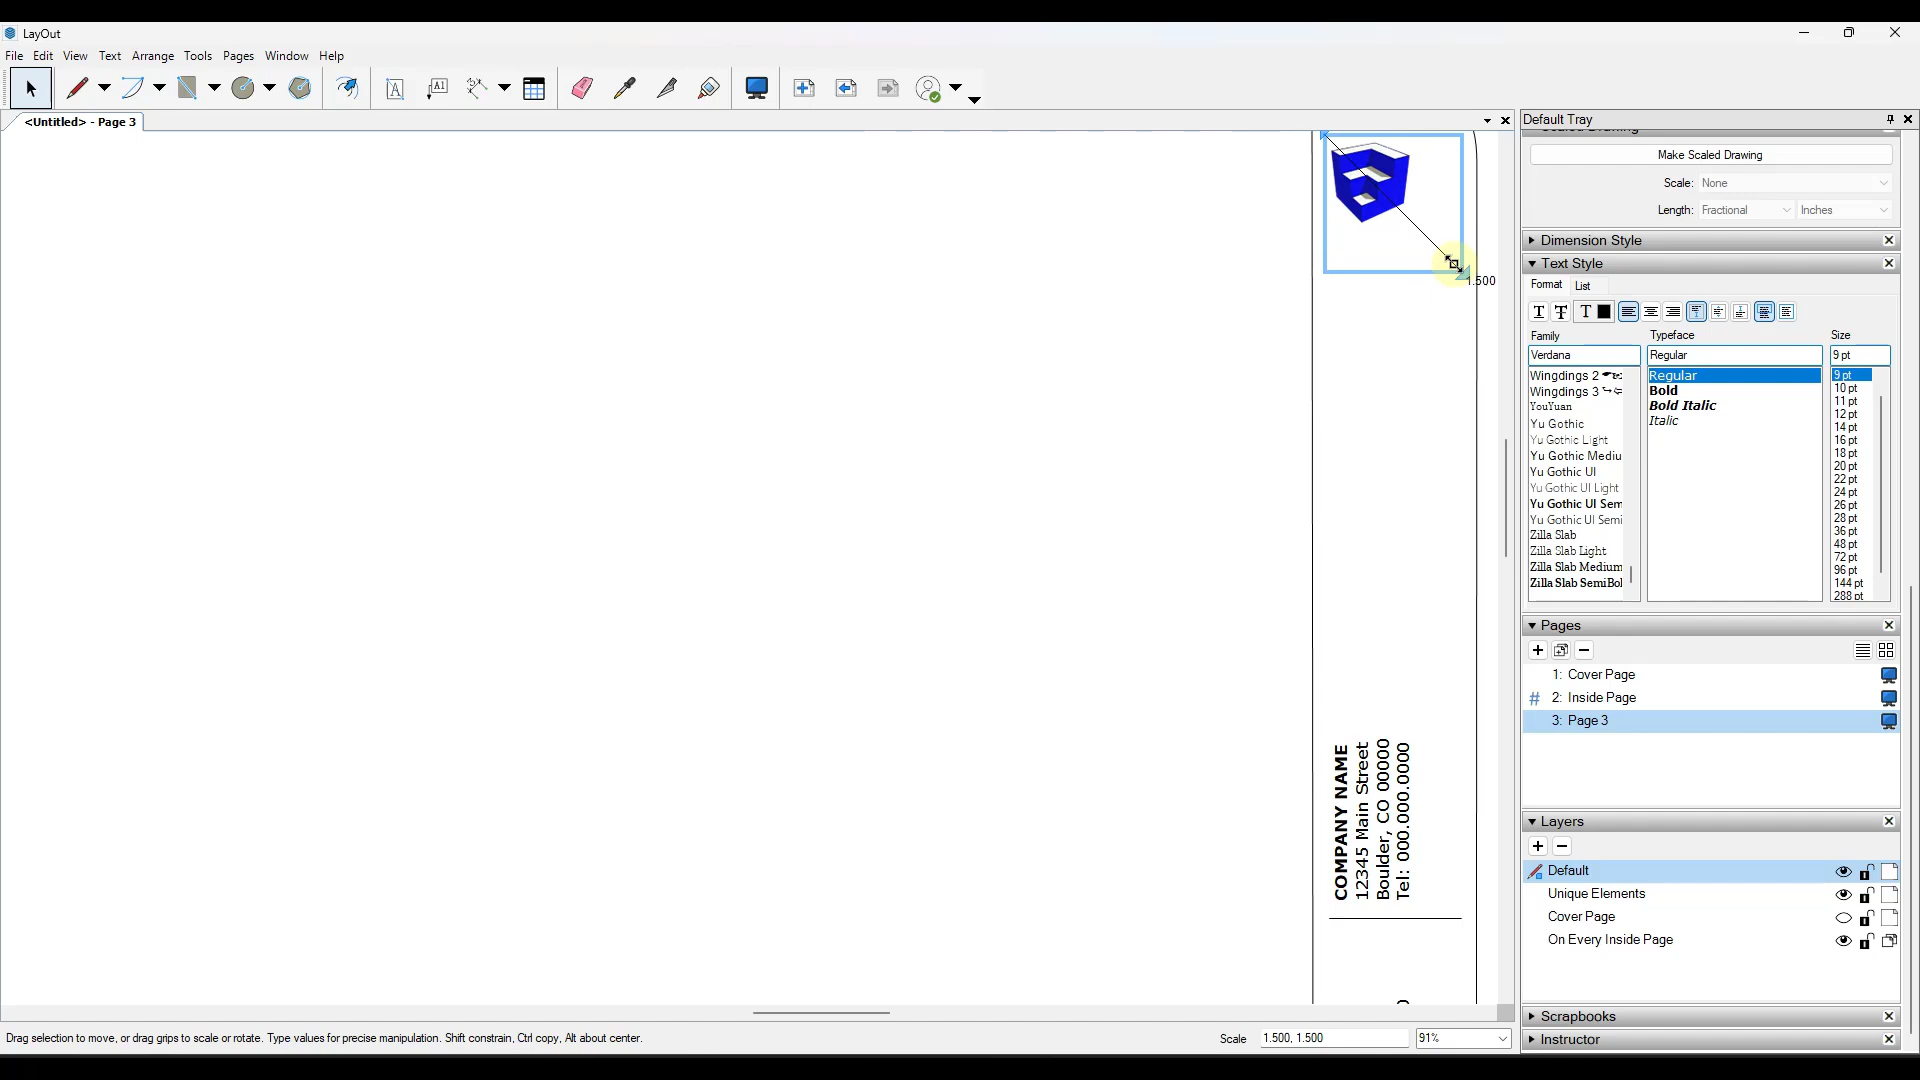 LayOut
File Edit View Text Arrange Tools Pages Window Help
A1
<Untitled> - Page 3
Default Tray
Make Scaled Drawing
Scale: None
Length: Fractional Inches
Dimension Style
Text Style
Format List
Family Typeface Size
Verdana Regular 9 pt
Wingdings 2
Wingdings 3
YouYuan
Yu Gothic
Yu Gothic Light
Yu Gothic Mediu
Yu Gothic UI
Yu Gothic UI Light
Yu Gothic UI Sem
Yu Gothic UI Semi
Zilla Slab
Zilla Slab Light
Zilla Slab Medium
Zilla Slab SemiBol
Regular
Bold
Bold Italic
Italic
9 pt
10 pt
11 pt
12 pt
14 pt
16 pt
18 pt
20 pt
22 pt
24 pt
26 pt
28 pt
36 pt
48 pt
72 pt
96 pt
144 pt
288 pt
1.500
COMPANY NAME
12345 Main Street
Boulder, CO 00000
Tel: 000.000.0000
Pages
1: Cover Page
# 2: Inside Page
3: Page 3
Layers
Default
Unique Elements
Cover Page
On Every Inside Page
Scrapbooks
Instructor
Drag selection to move, or drag grips to scale or rotate. Type values for precise manipulation. Shift constrain, Ctrl copy, Alt about center.
Scale 1.500, 1.500 91%